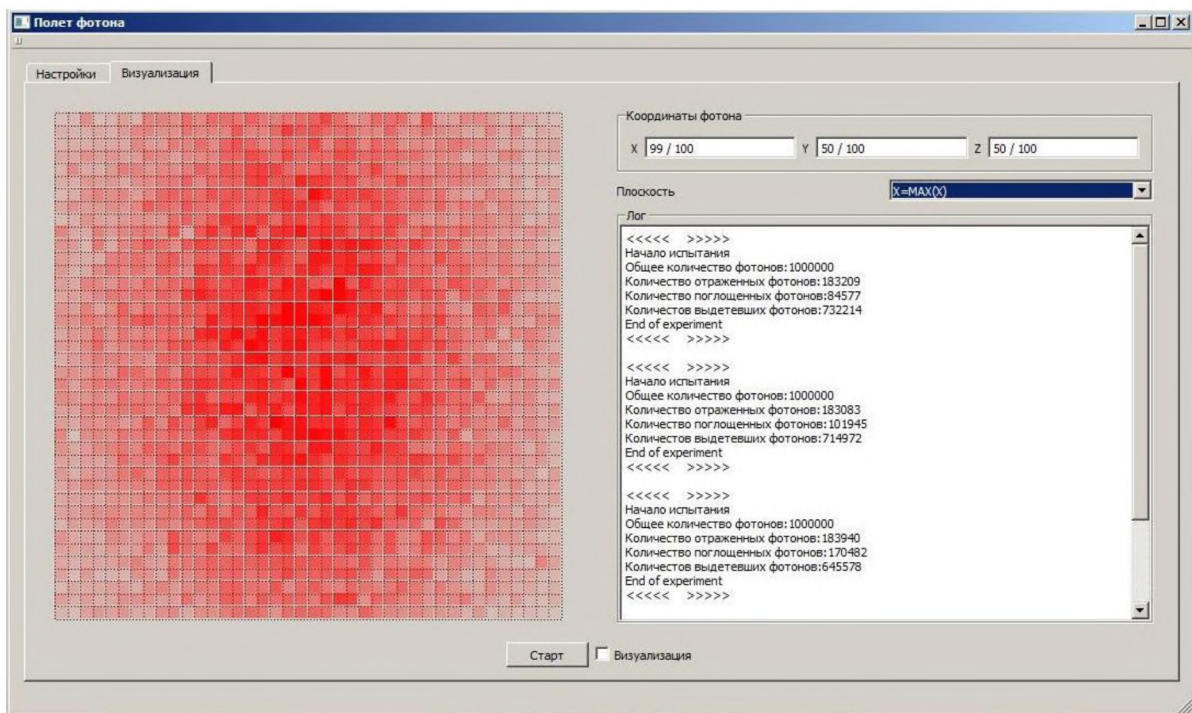 Полет фотона
Настройки
Визуализация
Координаты фотона
X 99 / 100 Y 50 / 100 Z 50 / 100
Плоскость X=MAX(X)
Лог
<<<<< >>>>>
Начало испытания
Общее количество фотонов:1000000
Количество отраженных фотонов:183209
Количество поглощенных фотонов:84577
Количестов выдетевших фотонов:732214
End of experiment
<<<<< >>>>>
<<<<< >>>>>
Начало испытания
Общее количество фотонов:1000000
Количество отраженных фотонов:183083
Количество поглощенных фотонов:101945
Количестов выдетевших фотонов:714972
End of experiment
<<<<< >>>>>
<<<<< >>>>>
Начало испытания
Общее количество фотонов:1000000
Количество отраженных фотонов:183940
Количество поглощенных фотонов:170482
Количестов выдетевших фотонов:645578
End of experiment
<<<<< >>>>>
Старт
Визуализация